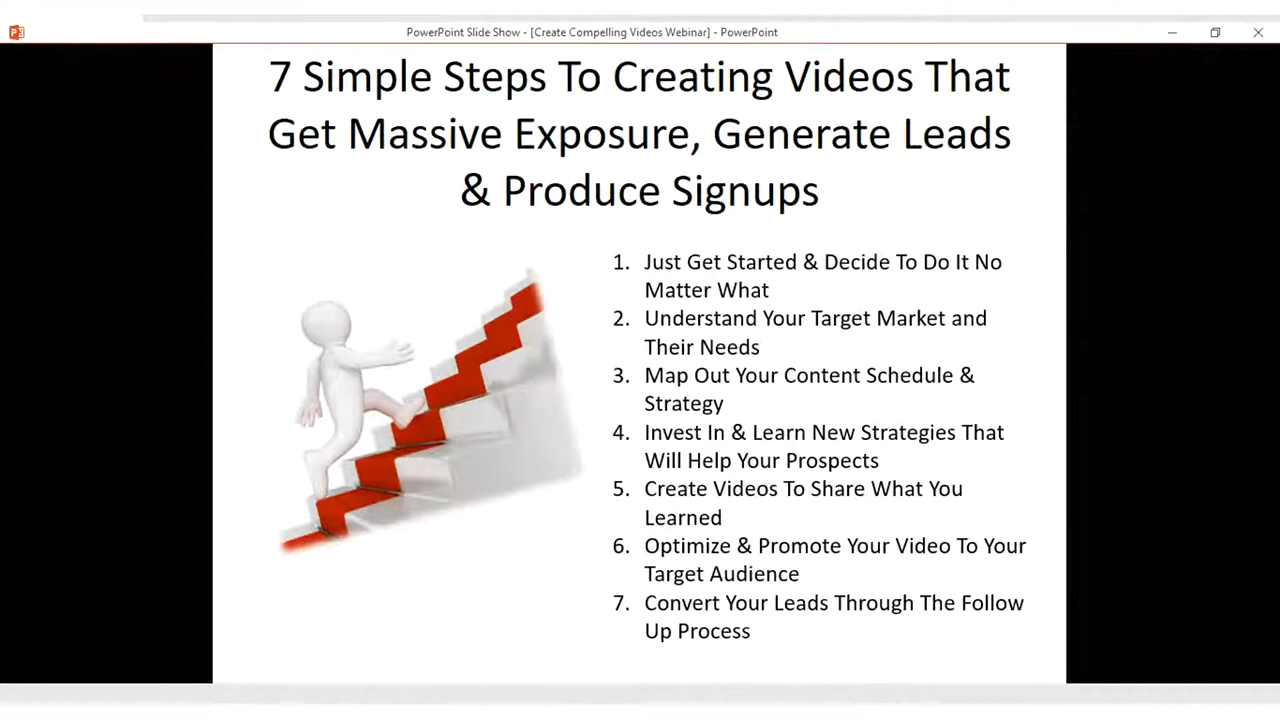 PowerPoint Slide Show - [Create Compelling Videos Webinar] - PowerPoint
7 Simple Steps To Creating Videos That
Get Massive Exposure, Generate Leads
& Produce Signups
1. Just Get Started & Decide To Do It No
Matter What
2. Understand Your Target Market and
Their Needs
3. Map Out Your Content Schedule &
Strategy
4. Invest In & Learn New Strategies That
Will Help Your Prospects
5. Create Videos To Share What You
Learned
6. Optimize & Promote Your Video To Your
Target Audience
7. Convert Your Leads Through The Follow
Up Process